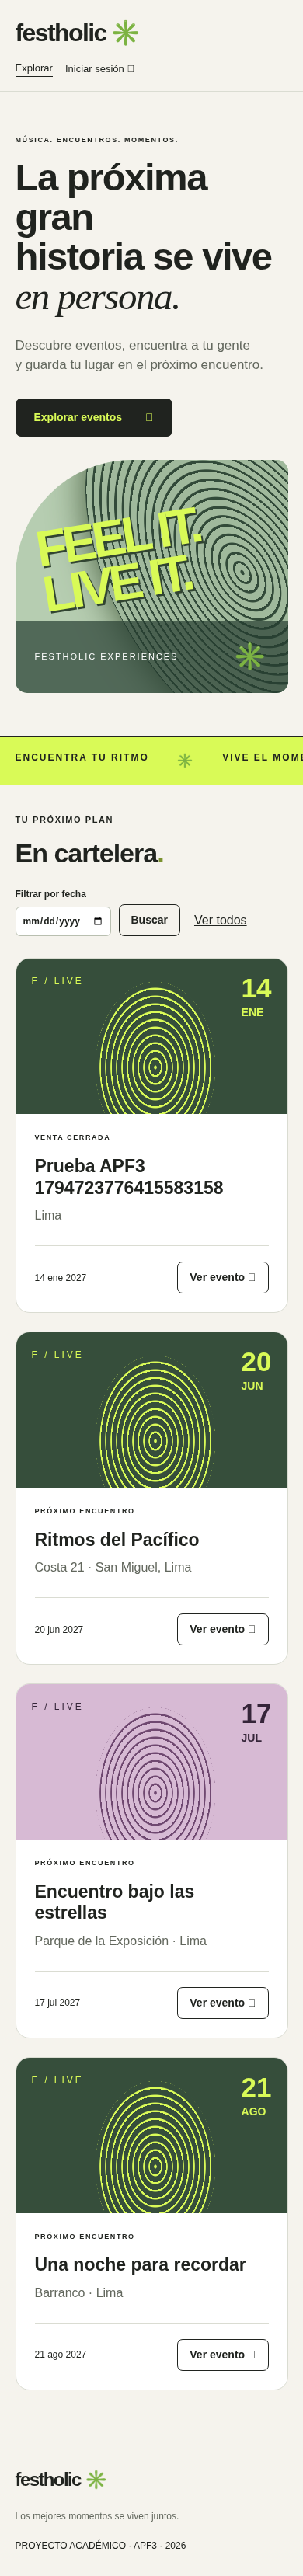 festholic
Explorar Iniciar sesión
MÚSICA. ENCUENTROS. MOMENTOS.
La próxima
gran
historia se vive
en persona.
Descubre eventos, encuentra a tu gente
y guarda tu lugar en el próximo encuentro.
Explorar eventos
FEEL IT.
LIVE IT.
FESTHOLIC EXPERIENCES
ENCUENTRA TU RITMO VIVE EL MOME
TU PRÓXIMO PLAN
En cartelera.
Filtrar por fecha
mm/dd/yyyy Buscar Ver todos
F / LIVE 14
ENE
VENTA CERRADA
Prueba APF3
1794723776415583158
Lima
14 ene 2027 Ver evento
F / LIVE 20
JUN
PRÓXIMO ENCUENTRO
Ritmos del Pacífico
Costa 21 · San Miguel, Lima
20 jun 2027 Ver evento
F / LIVE 17
JUL
PRÓXIMO ENCUENTRO
Encuentro bajo las
estrellas
Parque de la Exposición · Lima
17 jul 2027 Ver evento
F / LIVE 21
AGO
PRÓXIMO ENCUENTRO
Una noche para recordar
Barranco · Lima
21 ago 2027 Ver evento
festholic
Los mejores momentos se viven juntos.
PROYECTO ACADÉMICO · APF3 · 2026